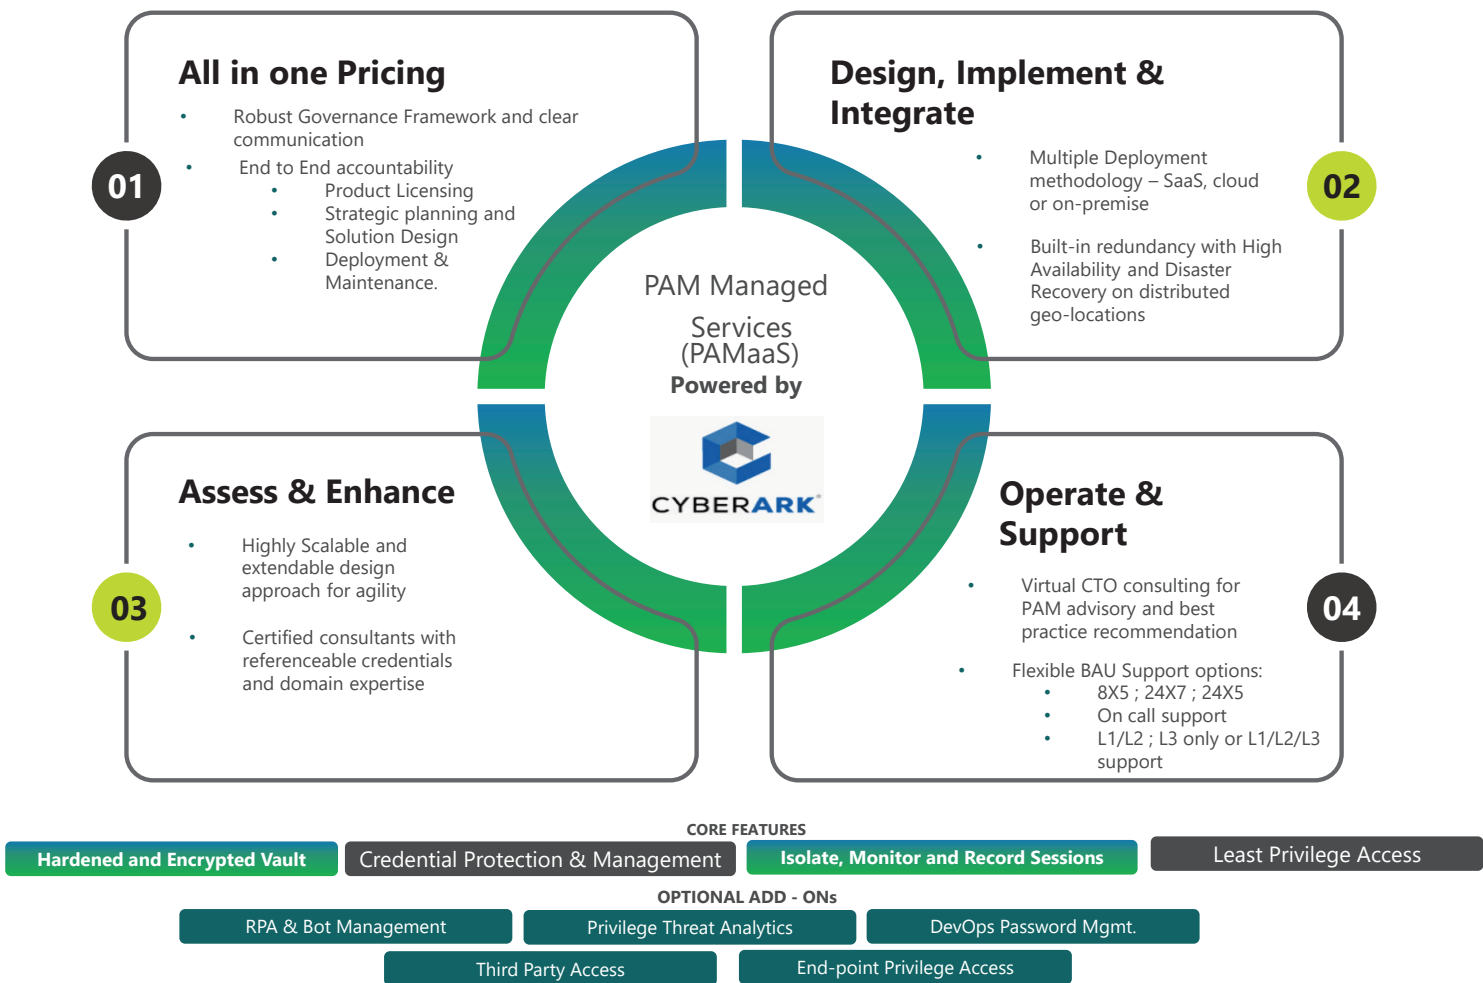 All in one Pricing
• Robust Governance Framework and clear
communication
• End to End accountability
• Product Licensing
• Strategic planning and
Solution Design
• Deployment &
Maintenance.
01
Design, Implement &
Integrate
• Multiple Deployment
methodology – SaaS, cloud
or on-premise
• Built-in redundancy with High
Availability and Disaster
Recovery on distributed
geo-locations
02
PAM Managed
Services
(PAMaaS)
Powered by
CYBERARK®
Assess & Enhance
• Highly Scalable and
extendable design
approach for agility
• Certified consultants with
referenceable credentials
and domain expertise
03
Operate &
Support
• Virtual CTO consulting for
PAM advisory and best
practice recommendation
• Flexible BAU Support options:
• 8X5 ; 24X7 ; 24X5
• On call support
• L1/L2 ; L3 only or L1/L2/L3
support
04
CORE FEATURES
Hardened and Encrypted Vault
Credential Protection & Management
Isolate, Monitor and Record Sessions
Least Privilege Access
OPTIONAL ADD - ONs
RPA & Bot Management
Privilege Threat Analytics
DevOps Password Mgmt.
Third Party Access
End-point Privilege Access